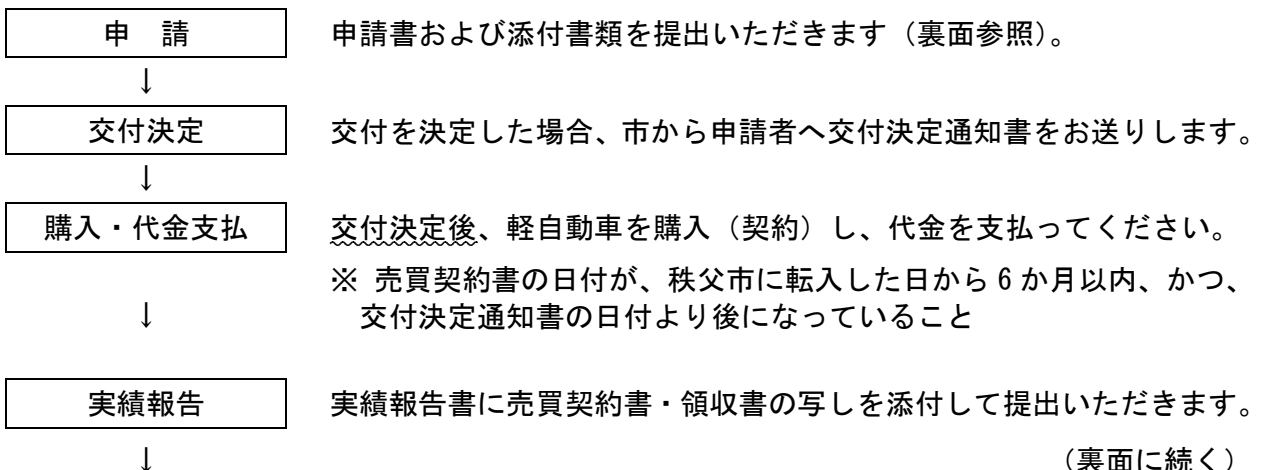 申　請　申請書および添付書類を提出いただきます（裏面参照）。
↓
交付決定　交付を決定した場合、市から申請者へ交付決定通知書をお送りします。
↓
購入・代金支払　交付決定後、軽自動車を購入（契約）し、代金を支払ってください。
※ 売買契約書の日付が、秩父市に転入した日から６か月以内、かつ、
↓　交付決定通知書の日付より後になっていること
実績報告　実績報告書に売買契約書・領収書の写しを添付して提出いただきます。
↓　（裏面に続く）